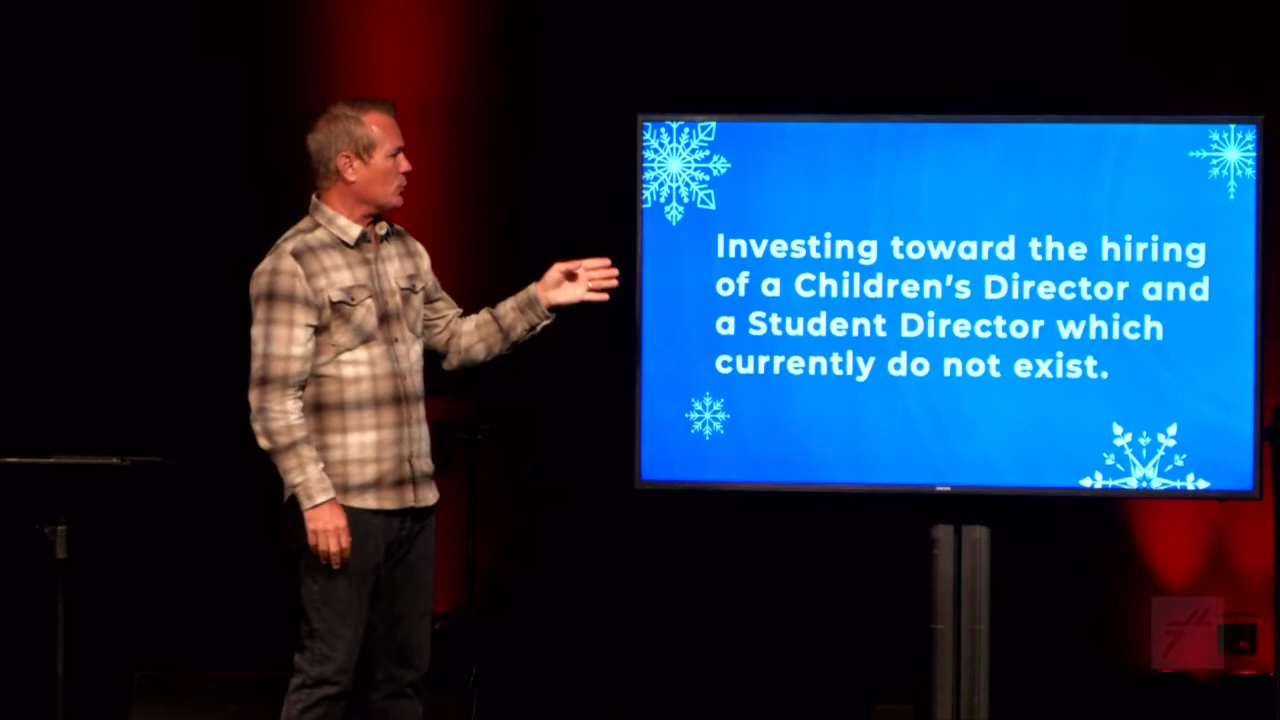 Investing toward the hiring
of a Children's Director and
a Student Director which
currently do not exist.